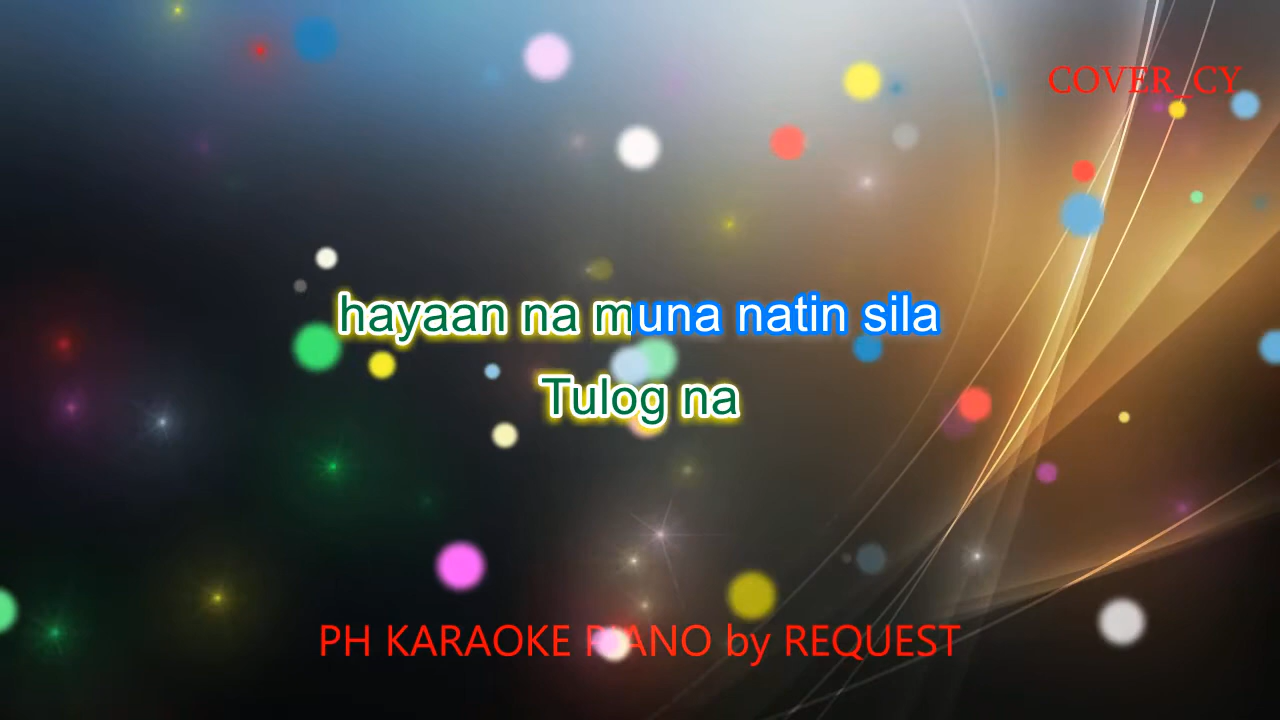 COVER_CY
hayaan na muna natin sila
Tulog na
PH KARAOKE PIANO by REQUEST